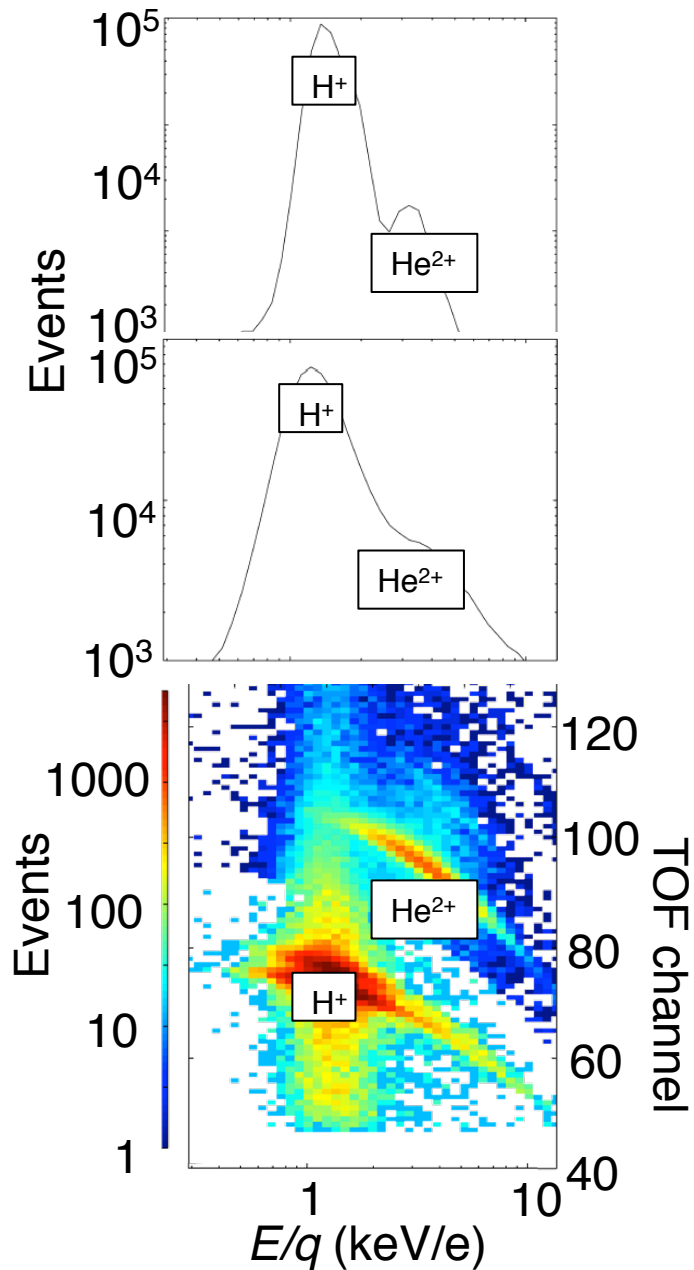 10⁵
H⁺
10⁴
He²⁺
10³
Events
10⁵
H⁺
10⁴
He²⁺
10³
1000
100
10
1
Events
He²⁺
H⁺
120
100
80
60
40
TOF channel
1 10
E/q (keV/e)